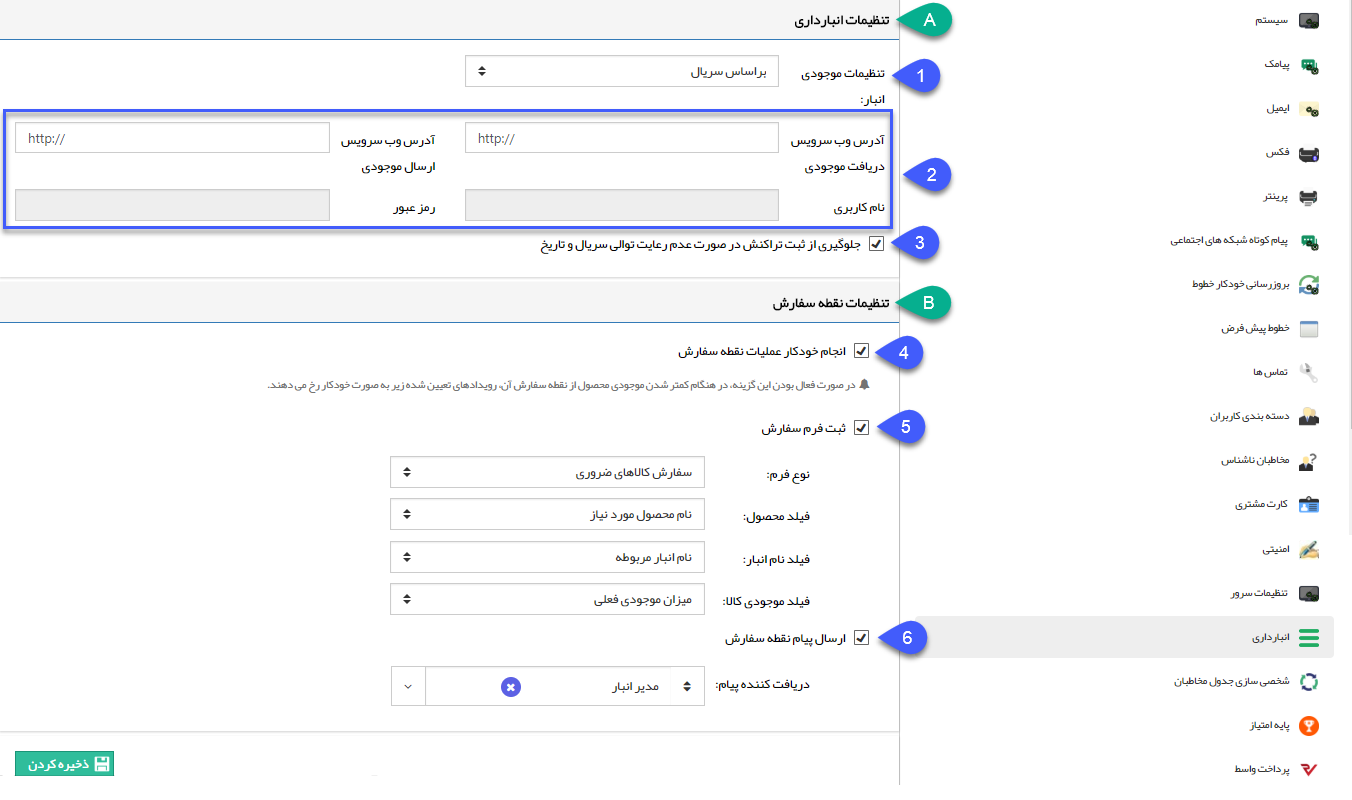 سیستم
پیامک
ایمیل
فکس
پرینتر
پیام کوتاه شبکه های اجتماعی
بروزرسانی خودکار خطوط
خطوط پیش فرض
تماس ها
دسته بندی کاربران
مخاطبان ناشناس
کارت مشتری
امنیتی
تنظیمات سرور
انبارداری
شخصی سازی جدول مخاطبان
پایه امتیاز
پرداخت واسط
A
تنظیمات انبارداری
1
تنظیمات موجودی
انبار:
براساس سریال
2
آدرس وب سرویس
دریافت موجودی
http://
آدرس وب سرویس
ارسال موجودی
http://
نام کاربری
رمز عبور
3
جلوگیری از ثبت تراکنش در صورت عدم رعایت توالی سریال و تاریخ
B
تنظیمات نقطه سفارش
4
انجام خودکار عملیات نقطه سفارش
در صورت فعال بودن این گزینه، در هنگام کمتر شدن موجودی محصول از نقطه سفارش آن، رویدادهای تعیین شده زیر به صورت خودکار رخ می دهند.
5
ثبت فرم سفارش
نوع فرم:
سفارش کالاهای ضروری
فیلد محصول:
نام محصول مورد نیاز
فیلد نام انبار:
نام انبار مربوطه
فیلد موجودی کالا:
میزان موجودی فعلی
6
ارسال پیام نقطه سفارش
دریافت کننده پیام:
مدیر انبار
ذخیره کردن